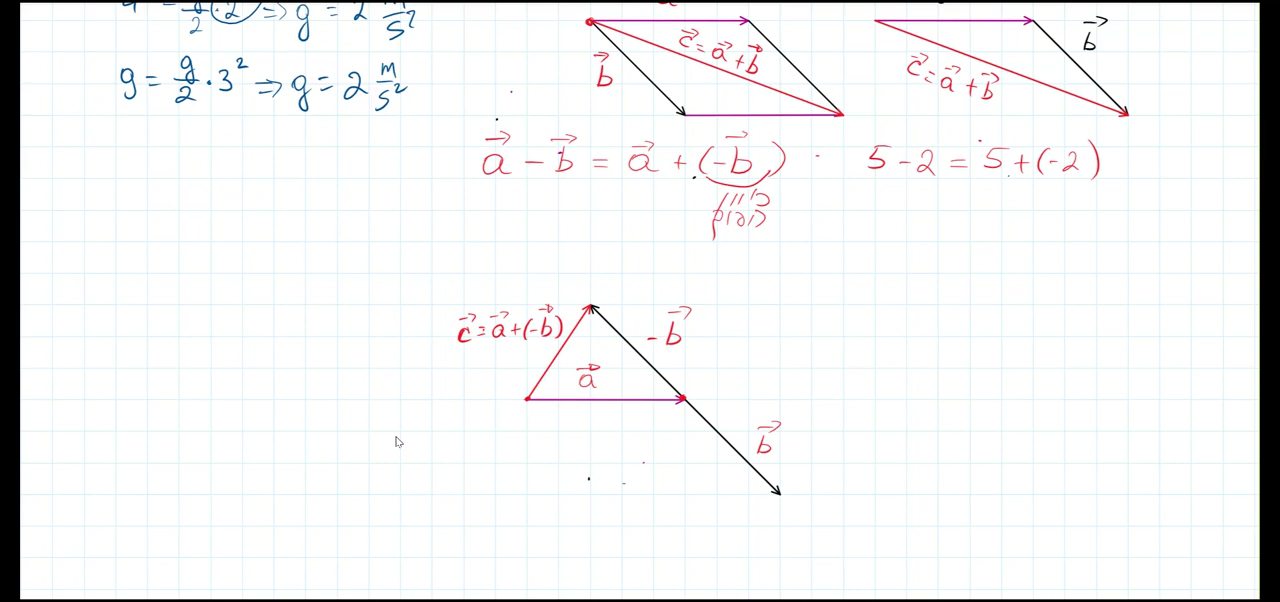 g = g/2 · 3² ⇒ g = 2 m/s²
b⃗
c⃗ = a⃗ + b⃗
b⃗
c⃗ = a⃗ + b⃗
a⃗ − b⃗ = a⃗ + (−b⃗)
5 − 2 = 5 + (−2)
c⃗ = a⃗ + (−b⃗)
−b⃗
a⃗
b⃗